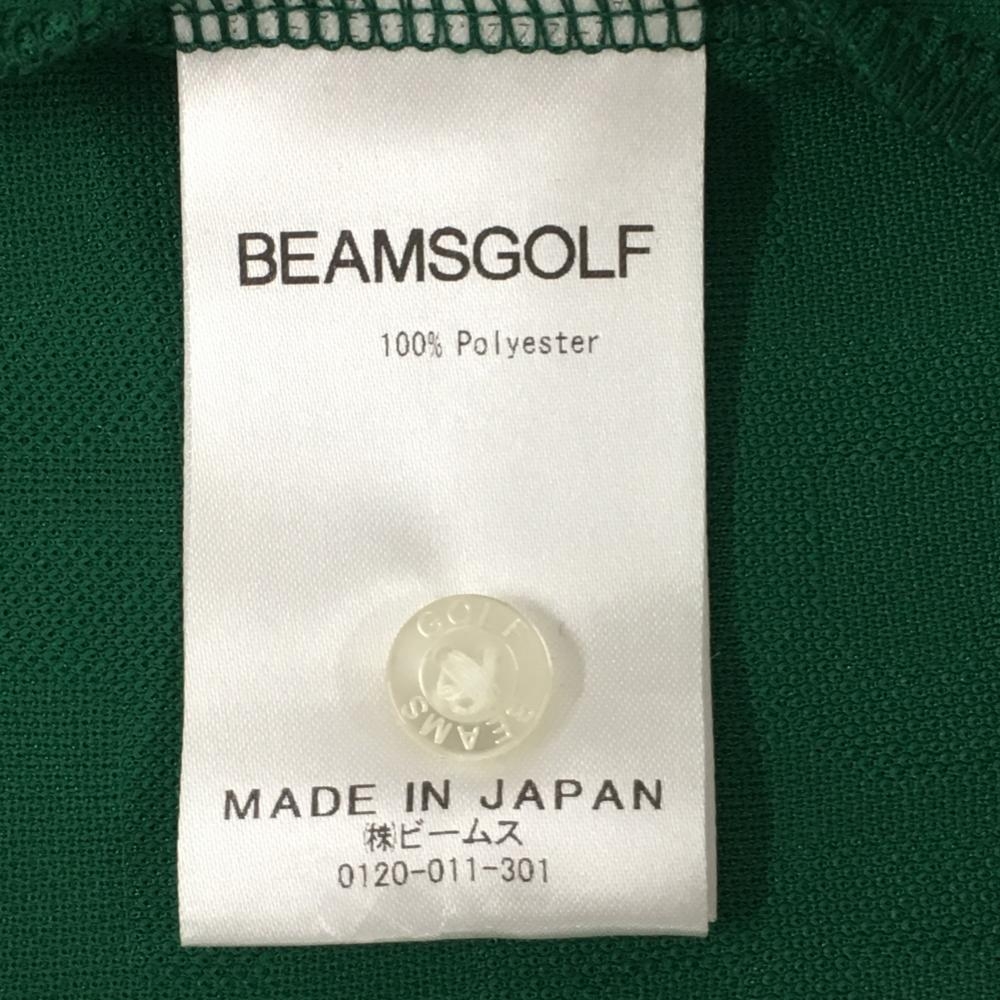 BEAMSGOLF
100% Polyester
GOLF
BEAMS
MADE IN JAPAN
㈱ビームス
0120-011-301